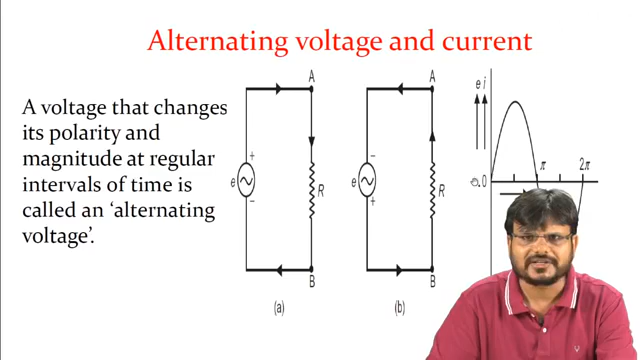 Alternating voltage and current
A voltage that changes
its polarity and
magnitude at regular
intervals of time is
called an ‘alternating
voltage’.
A
+
e
−
R
B
(a)
A
−
e
+
R
B
(b)
e i
0
π
2π